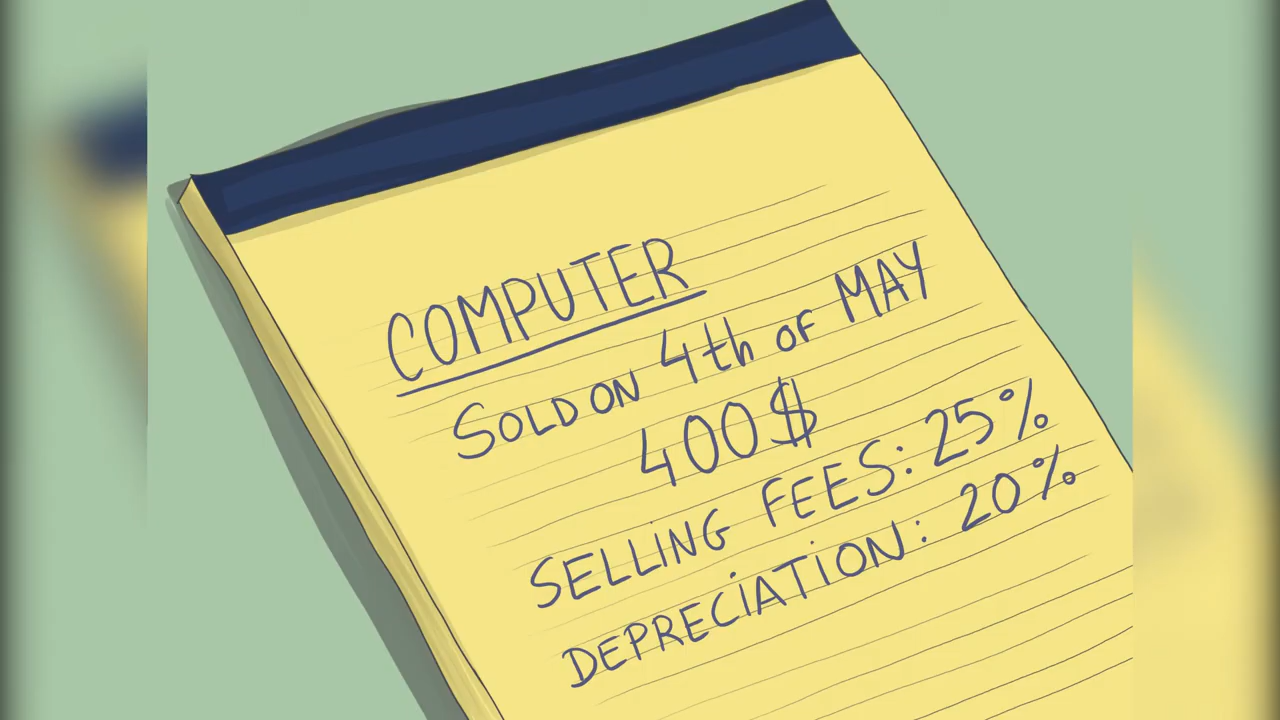 COMPUTER
SOLD ON 4th OF MAY
400$
SELLING FEES: 25%
DEPRECIATION: 20%